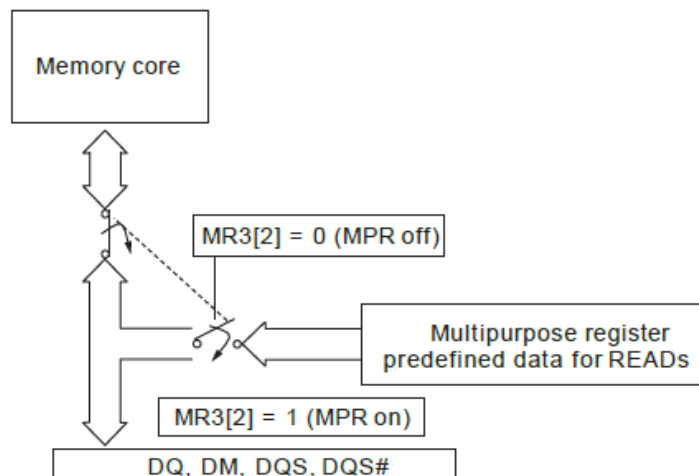 Memory core
MR3[2] = 0 (MPR off)
Multipurpose register
predefined data for READs
MR3[2] = 1 (MPR on)
DQ, DM, DQS, DQS#